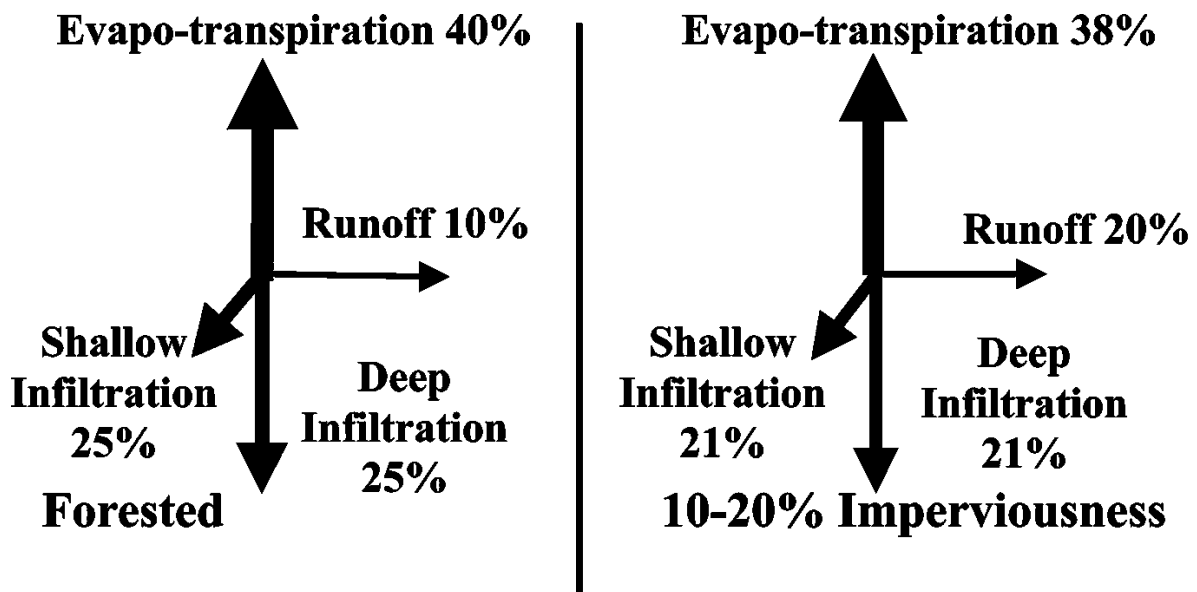 Evapo-transpiration 40%
Runoff 10%
Shallow
Infiltration
25%
Deep
Infiltration
25%
Forested
Evapo-transpiration 38%
Runoff 20%
Shallow
Infiltration
21%
Deep
Infiltration
21%
10-20% Imperviousness